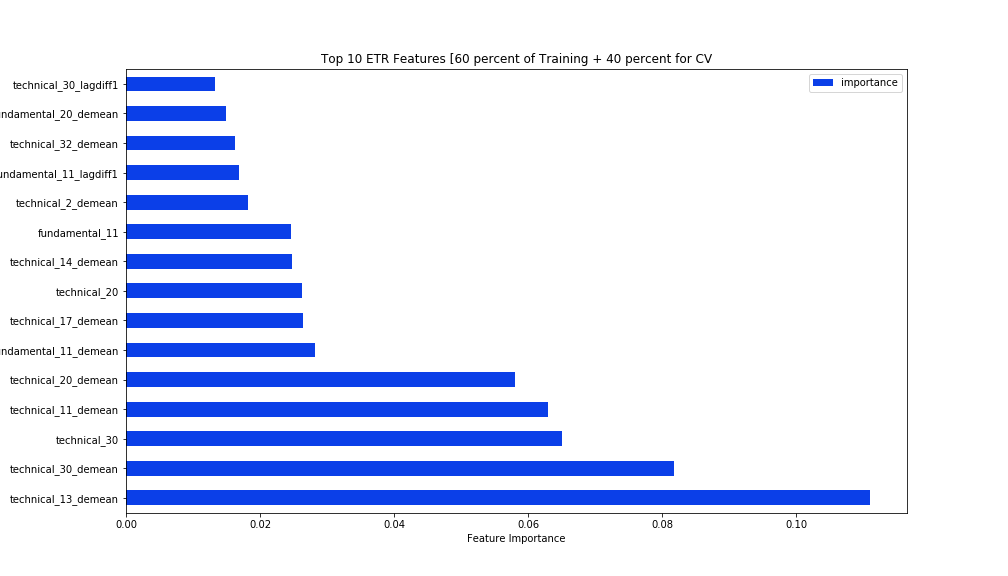 Top 10 ETR Features [60 percent of Training + 40 percent for CV
importance
technical_30_lagdiff1
ndamental_20_demean
technical_32_demean
undamental_11_lagdiff1
technical_2_demean
fundamental_11
technical_14_demean
technical_20
technical_17_demean
ndamental_11_demean
technical_20_demean
technical_11_demean
technical_30
technical_30_demean
technical_13_demean
0.00 0.02 0.04 0.06 0.08 0.10
Feature Importance